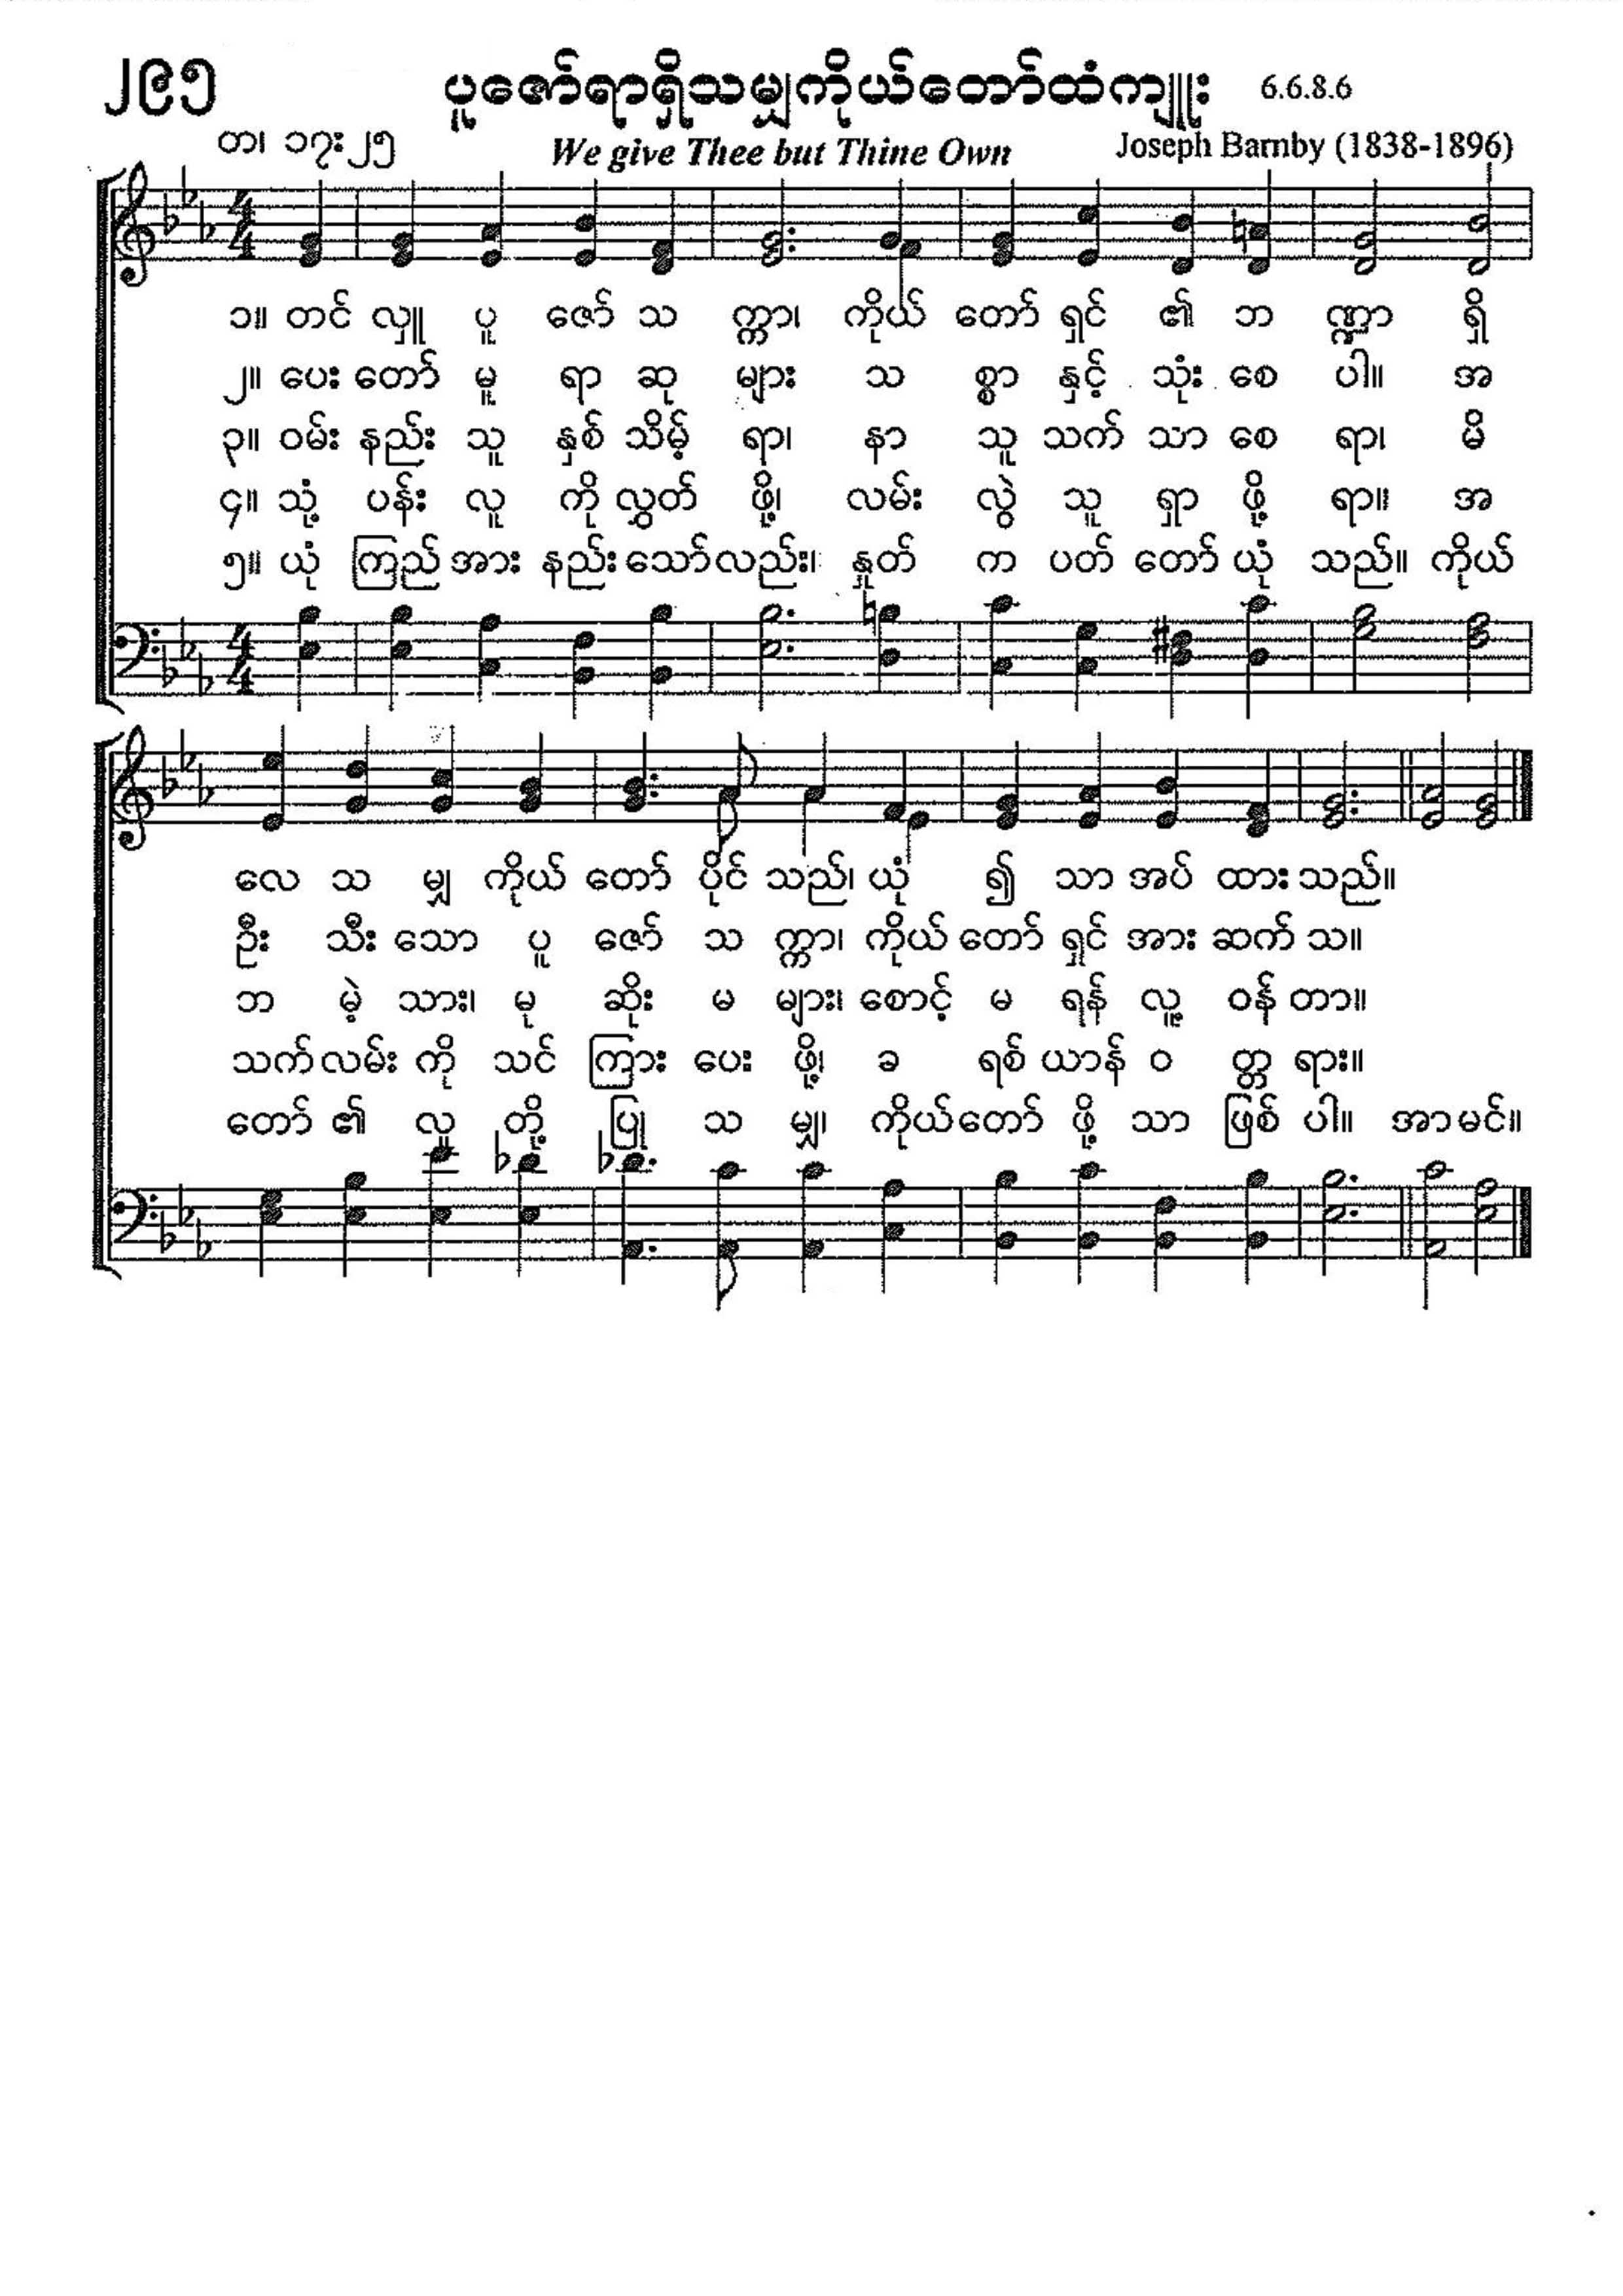 ၂၉၅ ပူဇော်ရာရှိသမျှကိုယ်တော်ထံကျူး 6.6.8.6
တ၊ ၁၇း၂၅ We give Thee but Thine Own Joseph Barnby (1838-1896)
၁။ တင် လှူ ပူ ဇော် သ က္ကာ၊ ကိုယ် တော် ရှင် ၏ ဘ ဏ္ဍာ ရှိ
၂။ ပေး တော် မူ ရာ ဆု များ သ စ္စာ နှင့် သုံး စေ ပါ။ အ
၃။ ဝမ်း နည်း သူ နှစ် သိမ့် ရာ၊ နာ သူ သက် သာ စေ ရာ၊ မိ
၄။ သုံ့ ပန်း လူ ကို လွှတ် ဖို့၊ လမ်း လွဲ သူ ရှာ ဖို့ ရာ။ အ
၅။ ယုံ ကြည် အား နည်း သော် လည်း၊ နှုတ် က ပတ် တော် ယုံ သည်။ ကိုယ်
လေ သ မျှ ကိုယ် တော် ပိုင် သည်၊ ယုံ ၍ သာ အပ် ထား သည်။
ဦး သီး သော ပူ ဇော် သ က္ကာ၊ ကိုယ် တော် ရှင် အား ဆက် သ။
ဘ မဲ့ သား၊ မု ဆိုး မ များ၊ စောင့် မ ရန် လူ့ ဝန် တာ။
သက် လမ်း ကို သင် ကြား ပေး ဖို့၊ ခ ရစ် ယာန် ဝ တ္တ ရား။
တော် ၏ လူ တို့ ပြု သ မျှ၊ ကိုယ် တော် ဖို့ သာ ဖြစ် ပါ။ အာမင်။